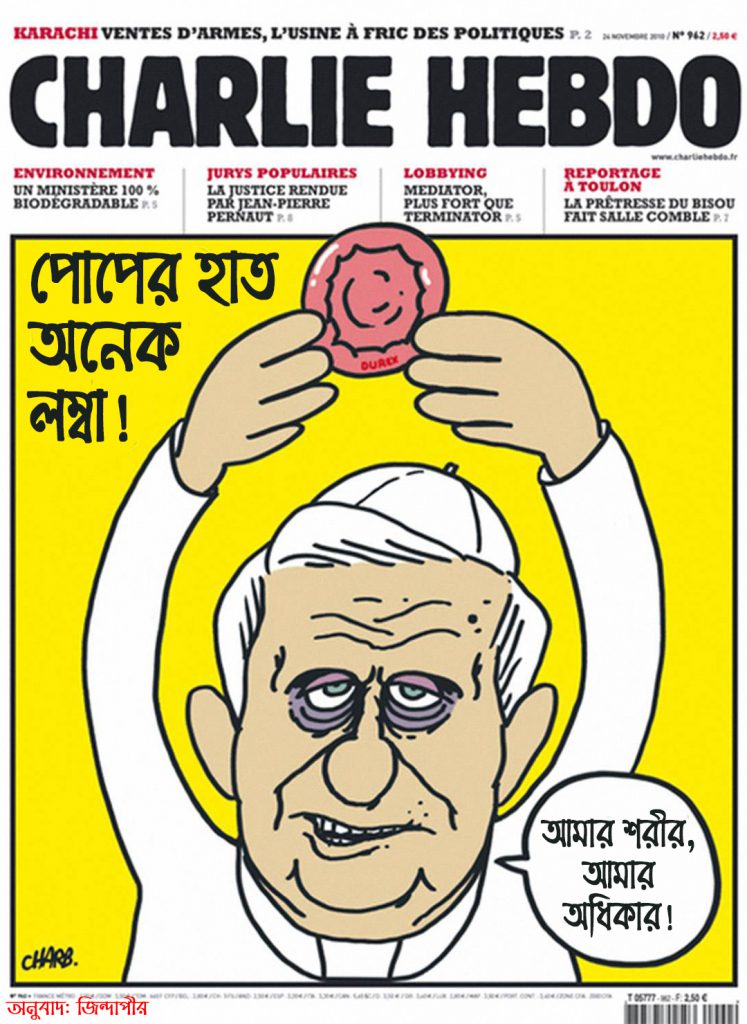 KARACHI VENTES D'ARMES, L'USINE À FRIC DES POLITIQUES P. 2
24 NOVEMBRE 2010 / N° 962 / 2,50 €
CHARLIE HEBDO
www.charliehebdo.fr
ENVIRONNEMENT
UN MINISTÈRE 100 %
BIODÉGRADABLE P. 5
JURYS POPULAIRES
LA JUSTICE RENDUE
PAR JEAN-PIERRE
PERNAUT P. 8
LOBBYING
MEDIATOR,
PLUS FORT QUE
TERMINATOR P. 5
REPORTAGE
À TOULON
LA PRÊTRESSE DU BISOU
FAIT SALLE COMBLE P. 7
পোপের হাত
অনেক
লম্বা!
DUREX
আমার শরীর,
আমার
অধিকার!
CHARB.
T 05777 - 962 - F: 2,50 €
অনুবাদ: জিন্দাপীর